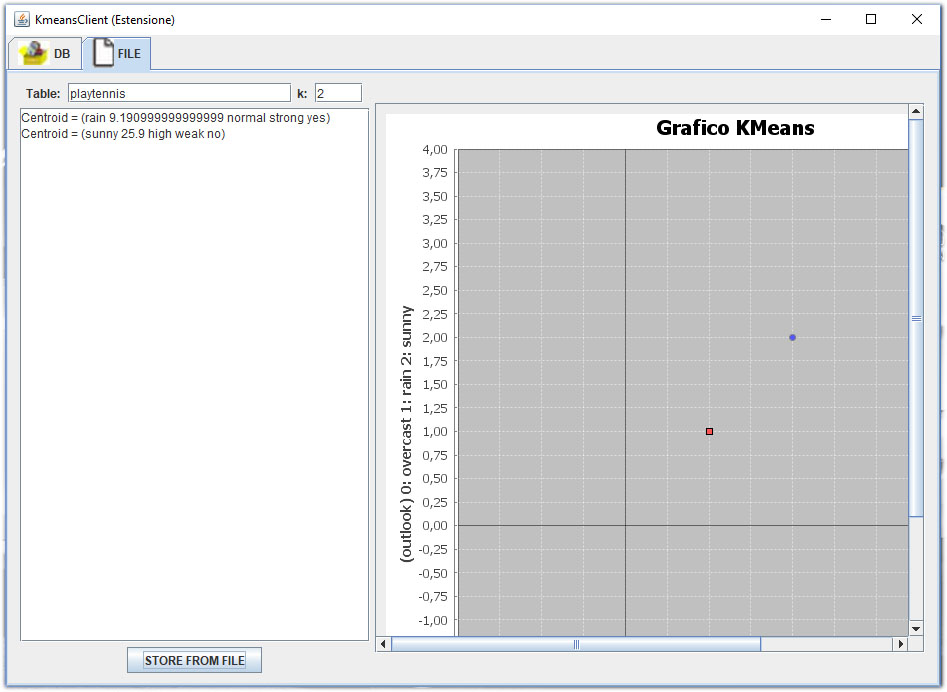 KmeansClient (Estensione)
DB
FILE
Table: playtennis k: 2
Centroid = (rain 9.190999999999999 normal strong yes)
Centroid = (sunny 25.9 high weak no)
Grafico KMeans
(outlook) 0: overcast 1: rain 2: sunny
4,00
3,75
3,50
3,25
3,00
2,75
2,50
2,25
2,00
1,75
1,50
1,25
1,00
0,75
0,50
0,25
0,00
-0,25
-0,50
-0,75
-1,00
STORE FROM FILE